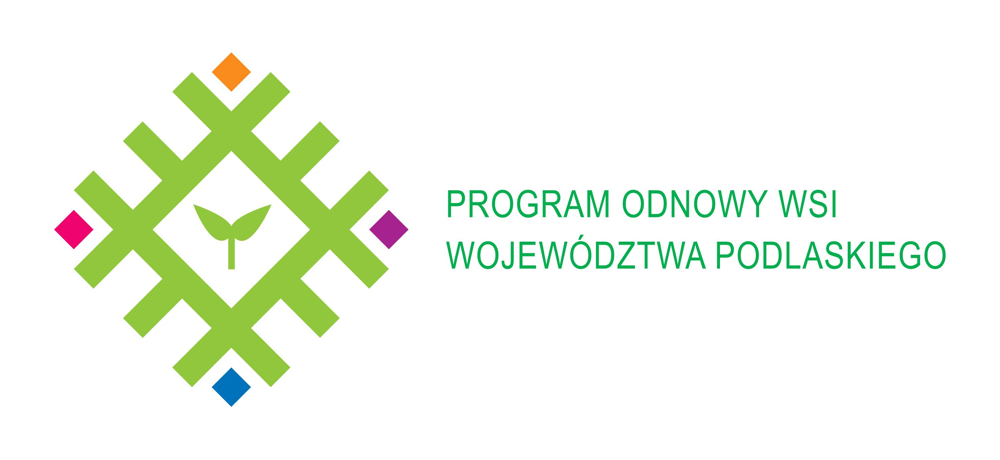 PROGRAM ODNOWY WSI
WOJEWÓDZTWA PODLASKIEGO